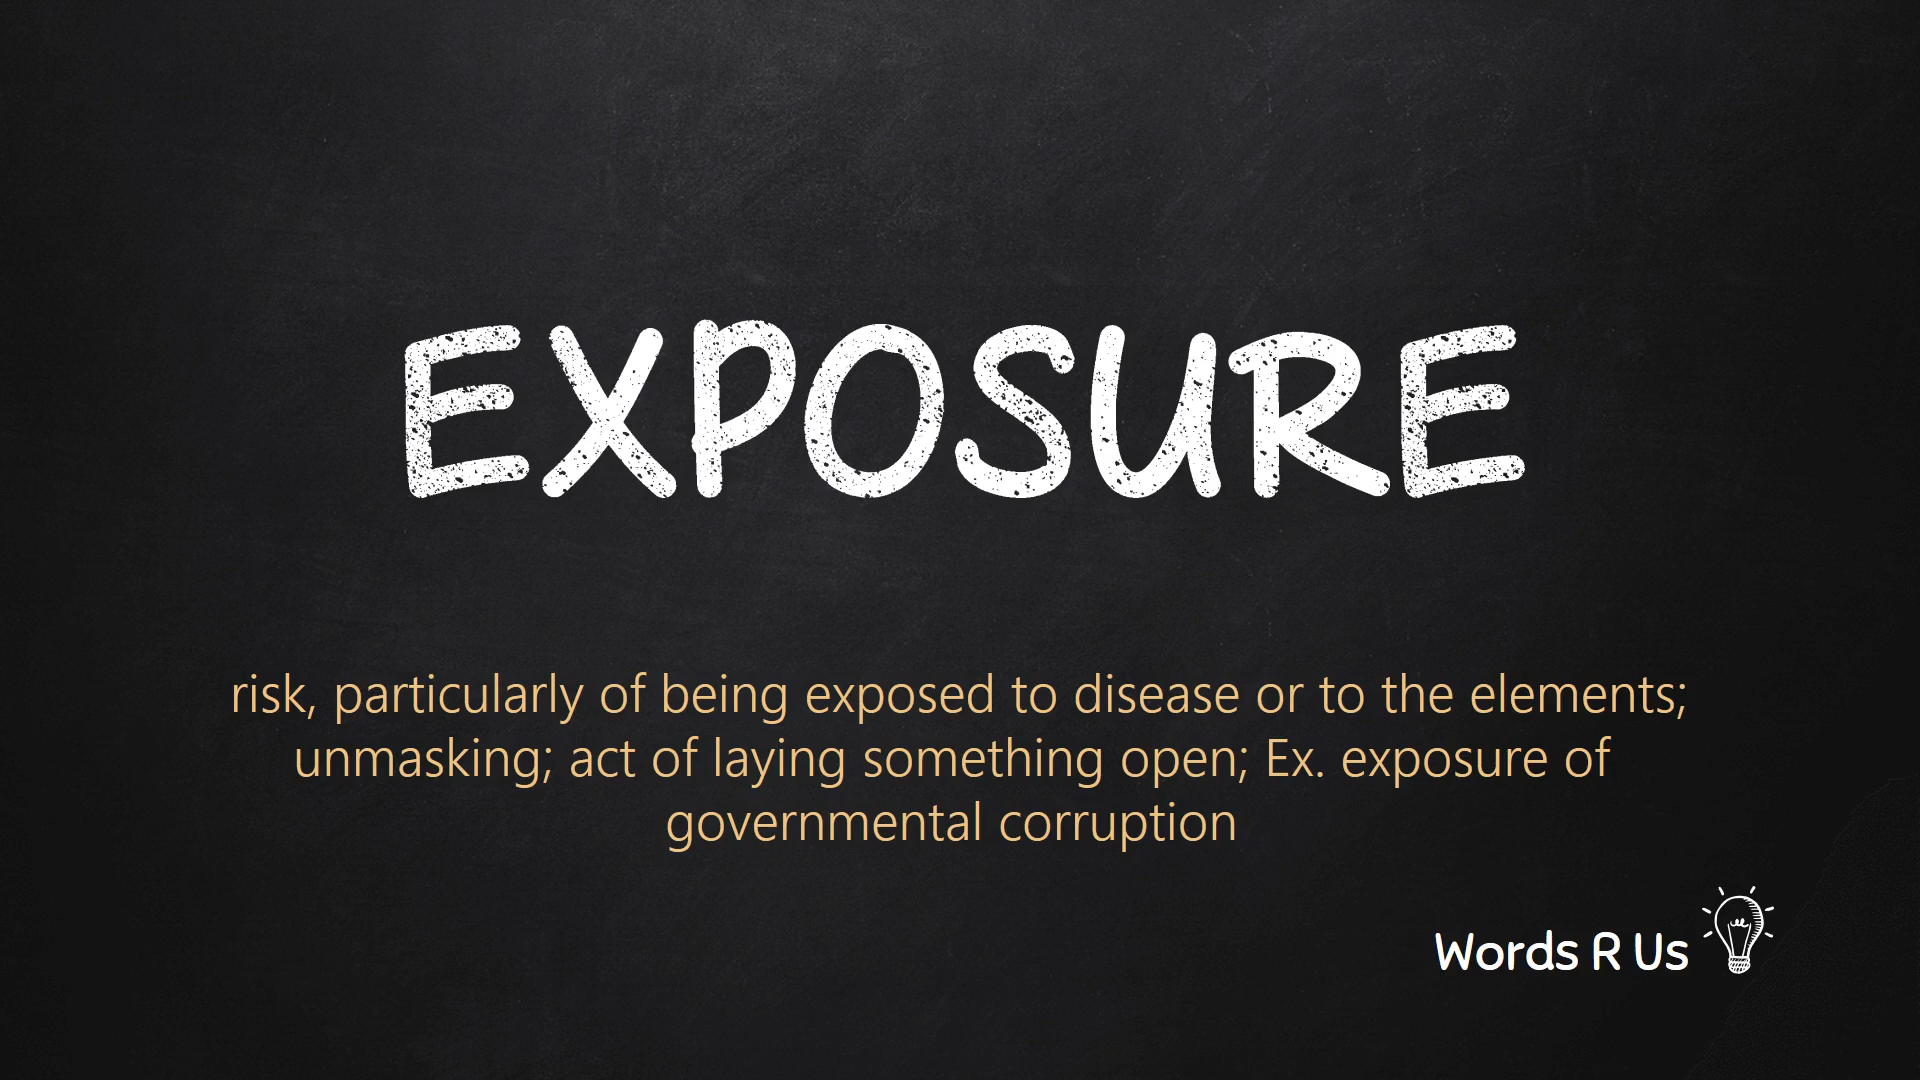 EXPOSURE
risk, particularly of being exposed to disease or to the elements;
unmasking; act of laying something open; Ex. exposure of
governmental corruption
Words R Us